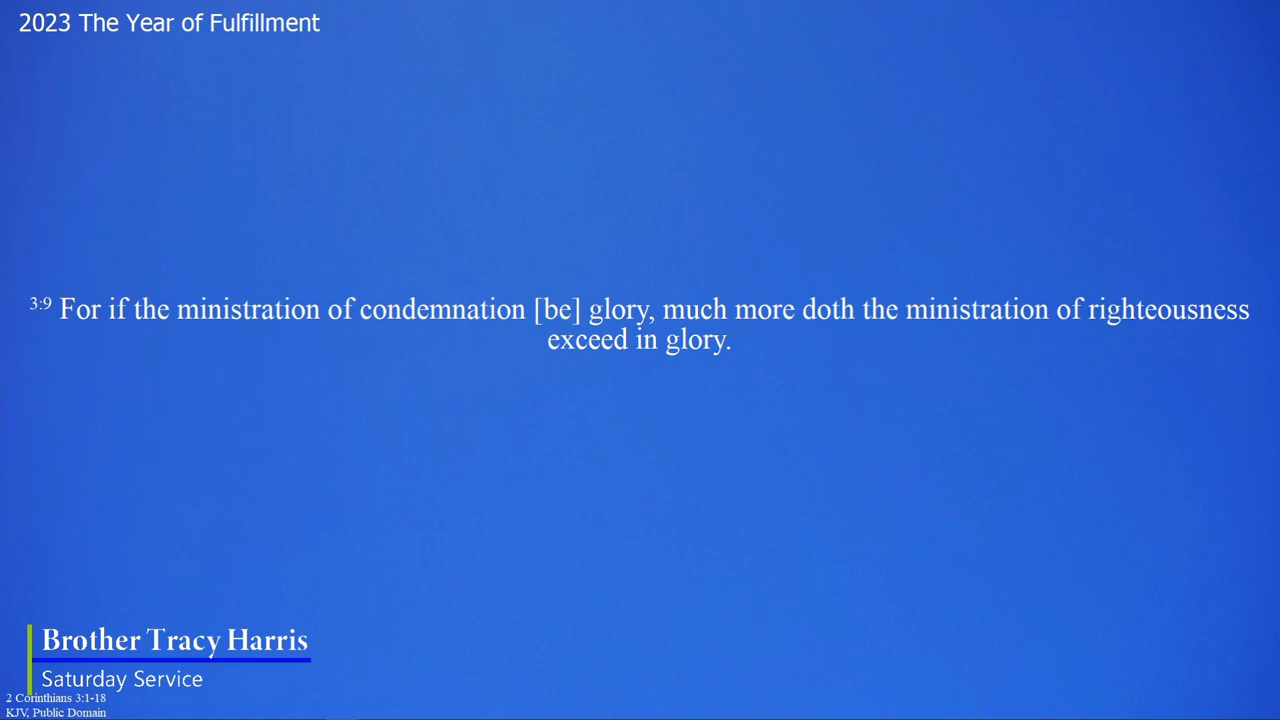 2023 The Year of Fulfillment
3:9 For if the ministration of condemnation [be] glory, much more doth the ministration of righteousness
exceed in glory.
Brother Tracy Harris
Saturday Service
2 Corinthians 3:1-18
KJV, Public Domain